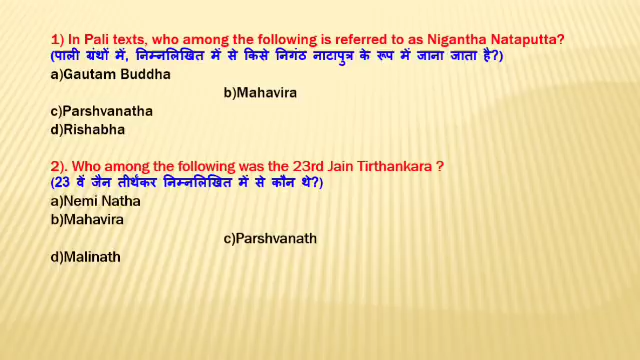 1) In Pali texts, who among the following is referred to as Nigantha Nataputta?
(पाली ग्रंथों में, निम्नलिखित में से किसे निगंठ नाटापुत्र के रूप में जाना जाता है?)
a)Gautam Buddha
b)Mahavira
c)Parshvanatha
d)Rishabha
2). Who among the following was the 23rd Jain Tirthankara ?
(23 वें जैन तीर्थंकर निम्नलिखित में से कौन थे?)
a)Nemi Natha
b)Mahavira
c)Parshvanath
d)Malinath